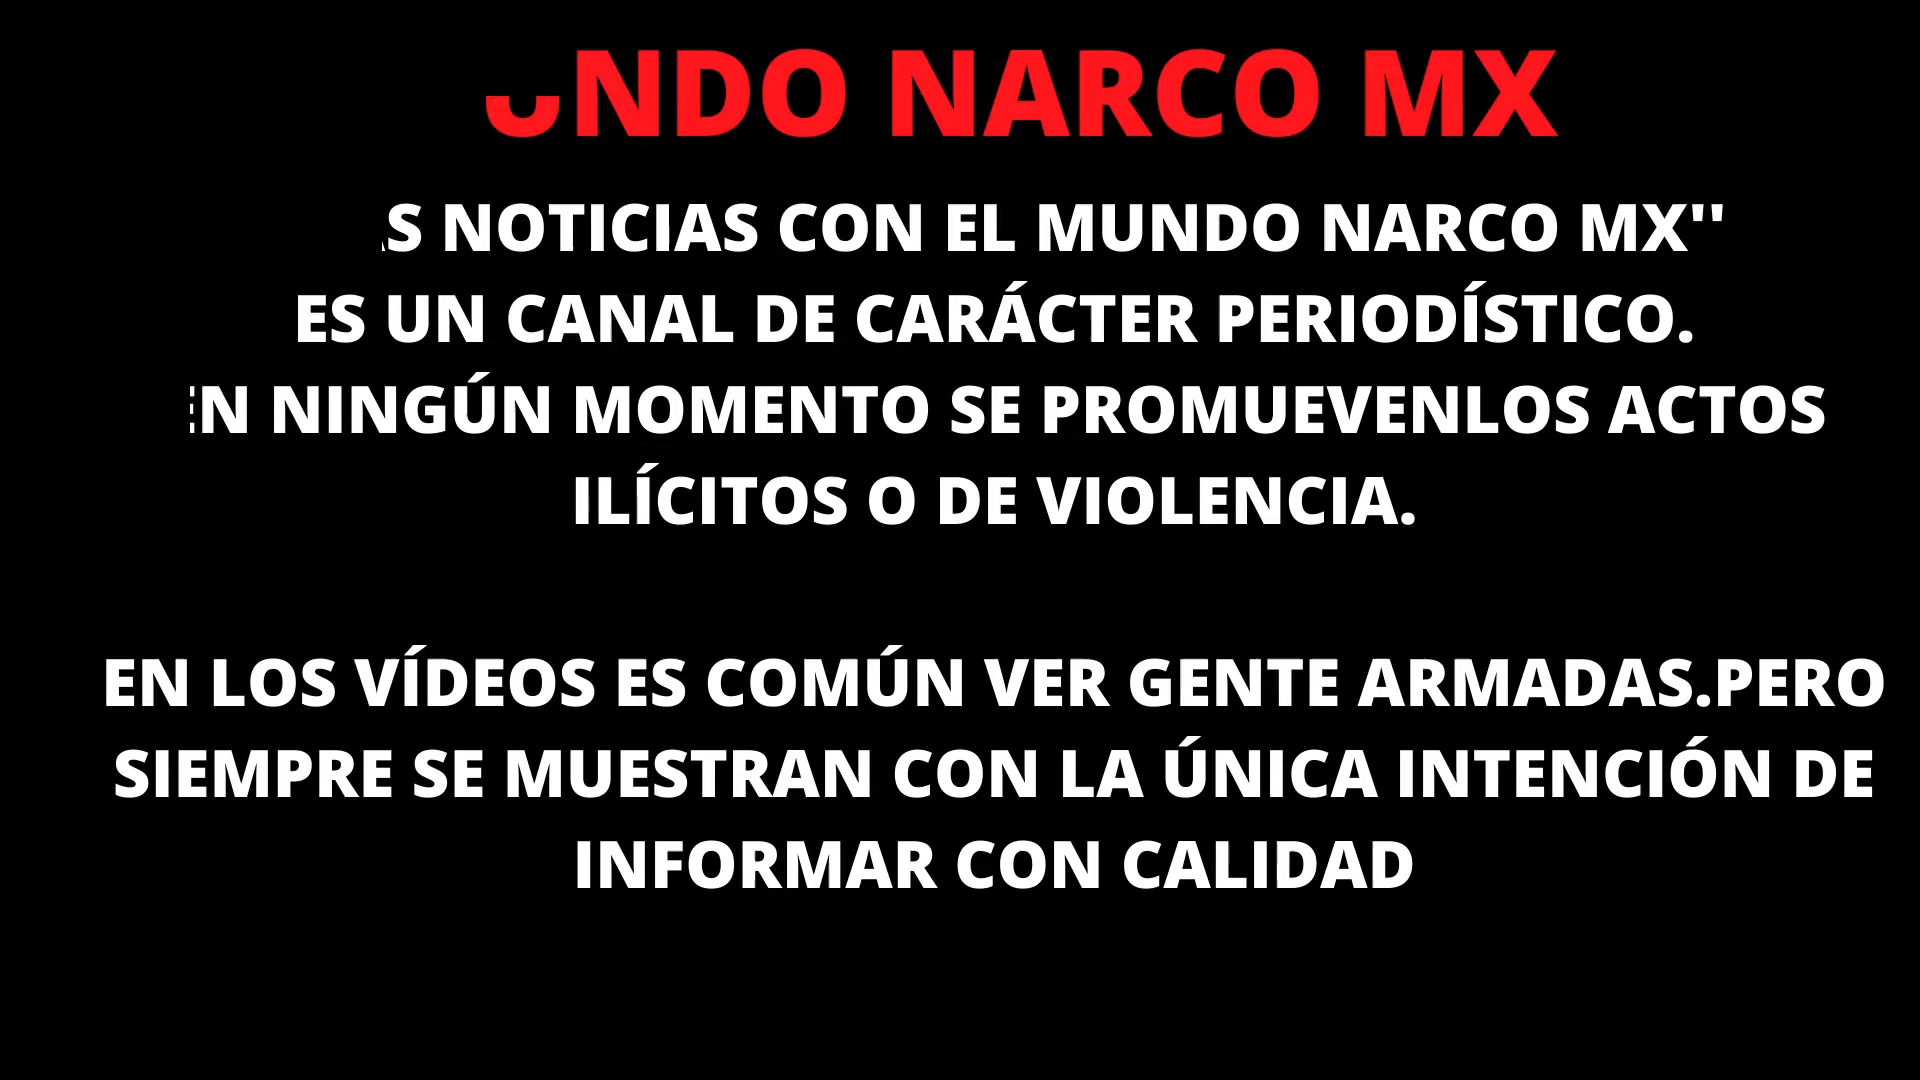 NARCO MX
NOTICIAS CON EL MUNDO NARCO MX"
ES UN CANAL DE CARÁCTER PERIODÍSTICO.
EN NINGÚN MOMENTO SE PROMUEVENLOS ACTOS
ILÍCITOS O DE VIOLENCIA.
EN LOS VÍDEOS ES COMÚN VER GENTE ARMADAS.PERO
SIEMPRE SE MUESTRAN CON LA ÚNICA INTENCIÓN DE
INFORMAR CON CALIDAD